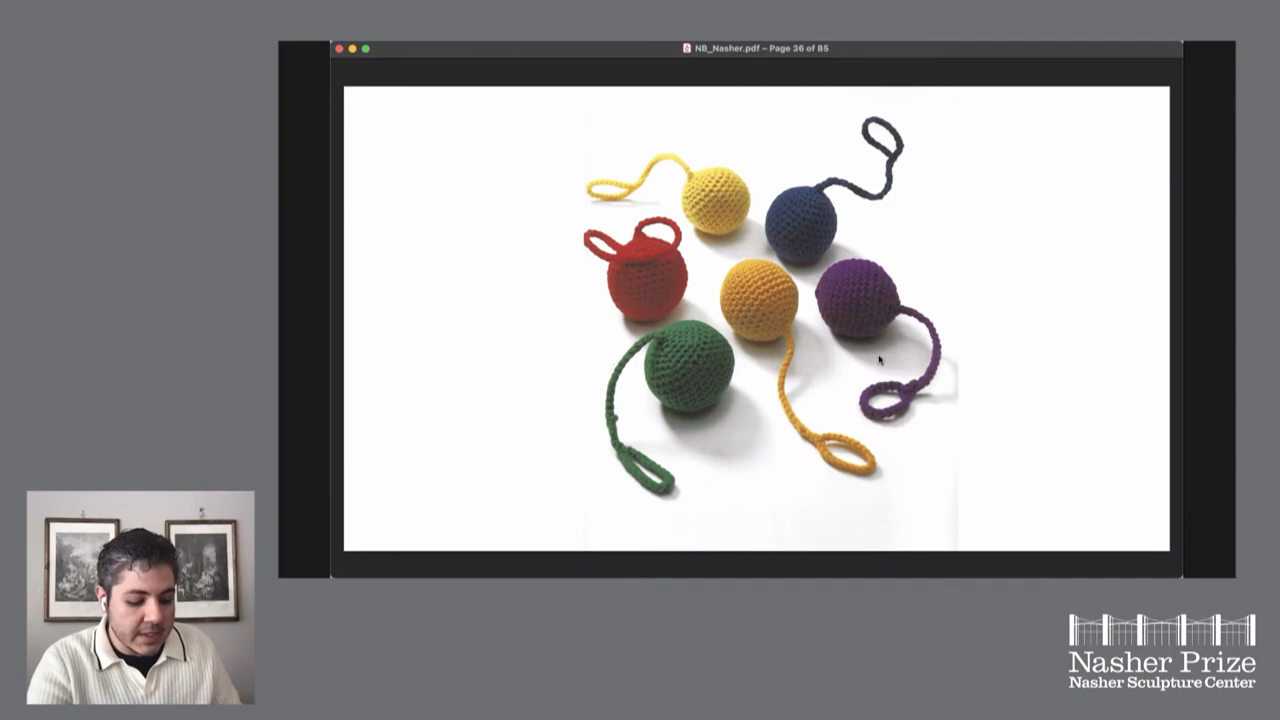 NB_Nasher.pdf – Page 36 of 85
Nasher Prize
Nasher Sculpture Center